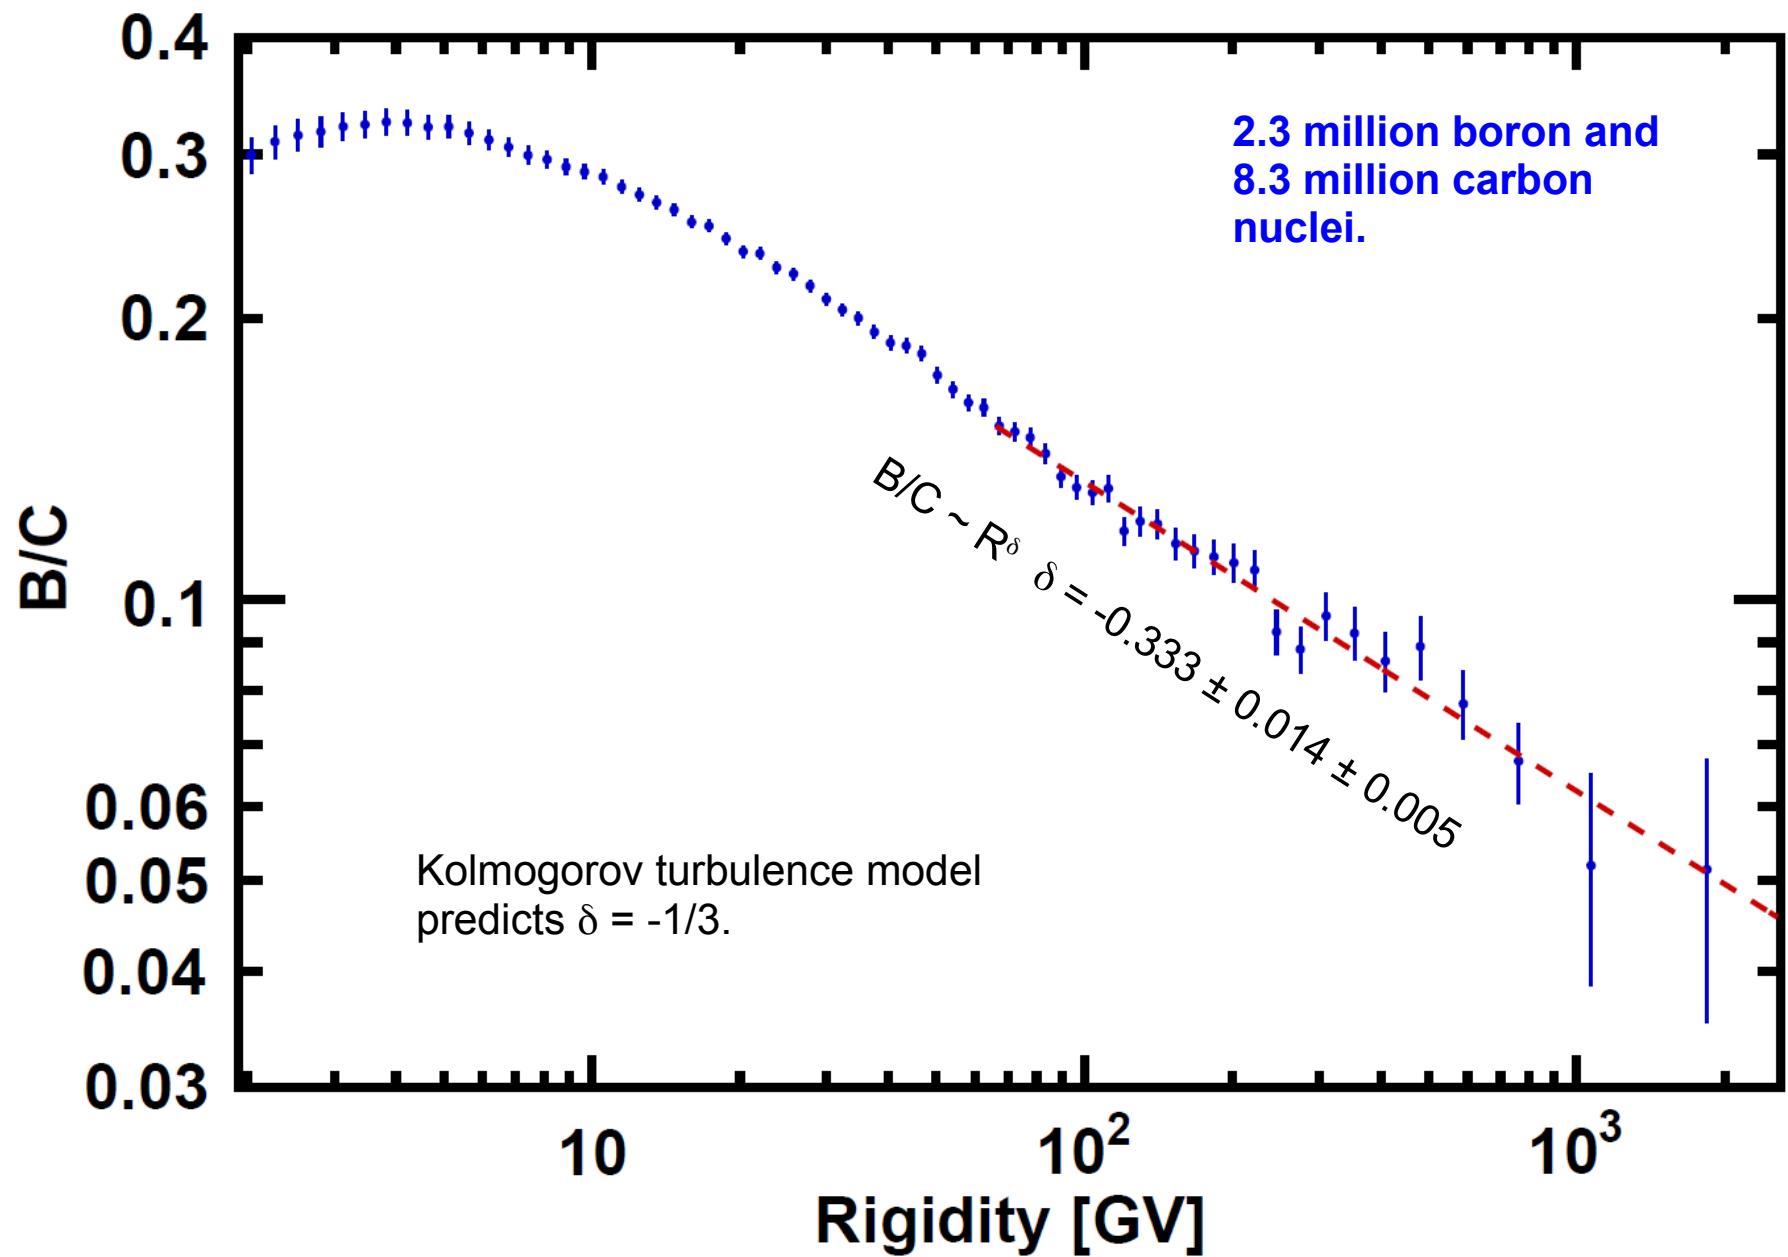 0.4
0.3
0.2
0.1
0.06
0.05
0.04
0.03
B/C
2.3 million boron and
8.3 million carbon
nuclei.
B/C ~ R^δ δ = -0.333 ± 0.014 ± 0.005
Kolmogorov turbulence model
predicts δ = -1/3.
10 10² 10³
Rigidity [GV]